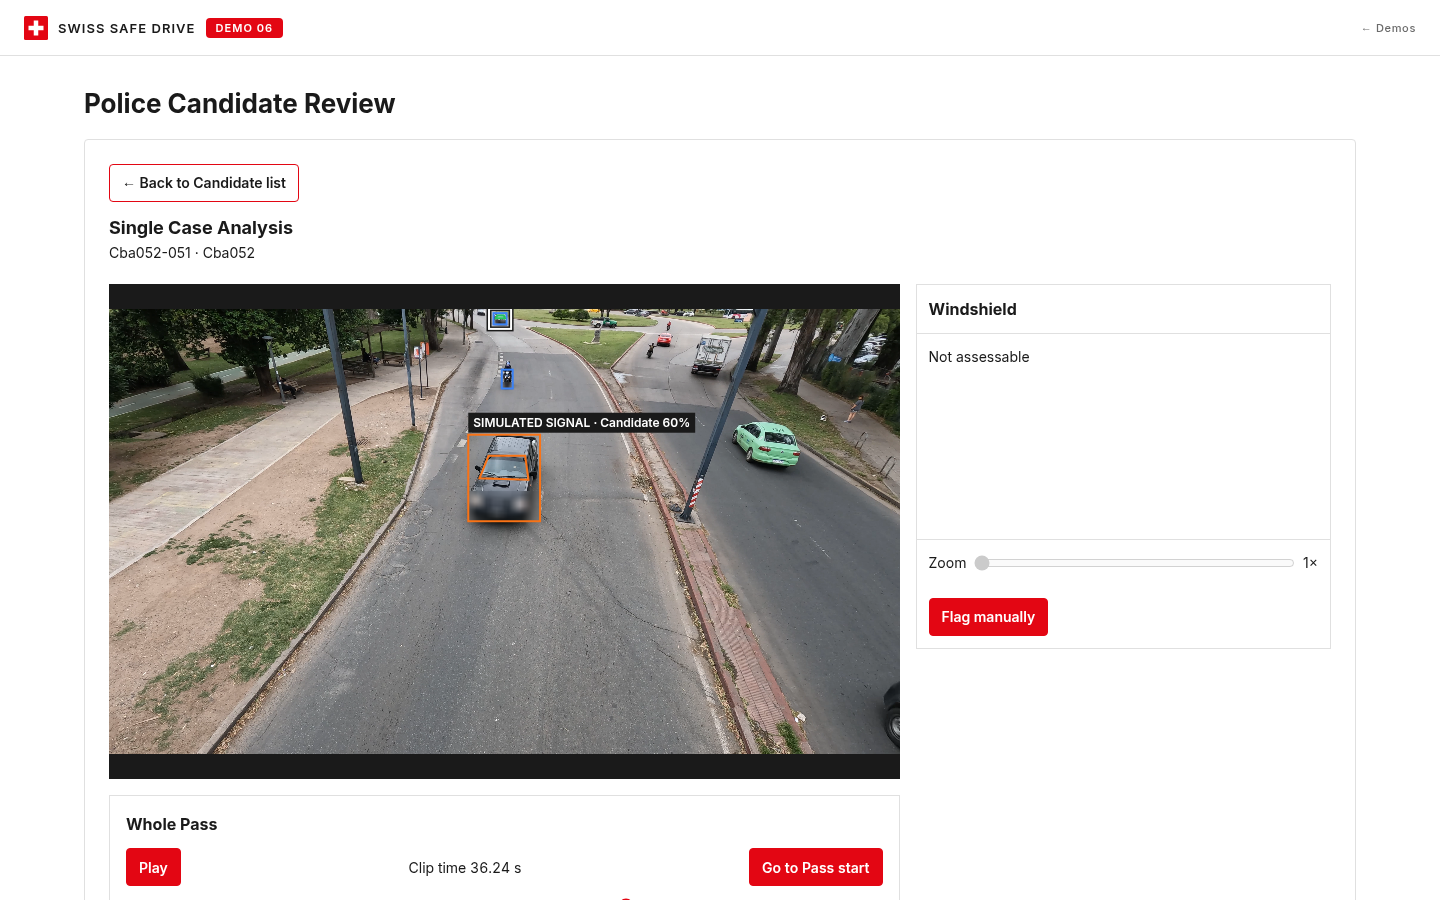 SWISS SAFE DRIVE DEMO 06
← Demos
Police Candidate Review
← Back to Candidate list
Single Case Analysis
Cba052-051 · Cba052
SIMULATED SIGNAL · Candidate 60%
Windshield
Not assessable
Zoom 1×
Flag manually
Whole Pass
Play
Clip time 36.24 s
Go to Pass start